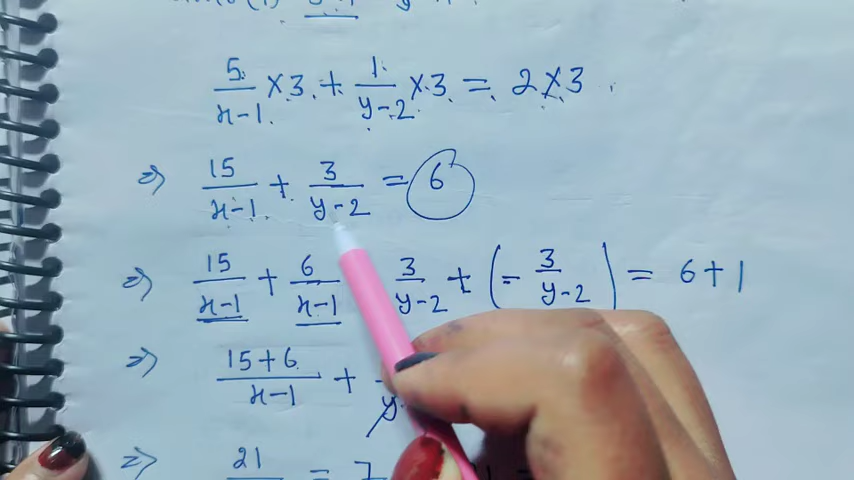 5/(x-1) ×3 + 1/(y-2) ×3 = 2×3
⇒ 15/(x-1) + 3/(y-2) = 6
⇒ 15/(x-1) + 6/(x-1) 3/(y-2) + (- 3/(y-2)) = 6+1
⇒ (15+6)/(x-1) + y
⇒ 21 = 7